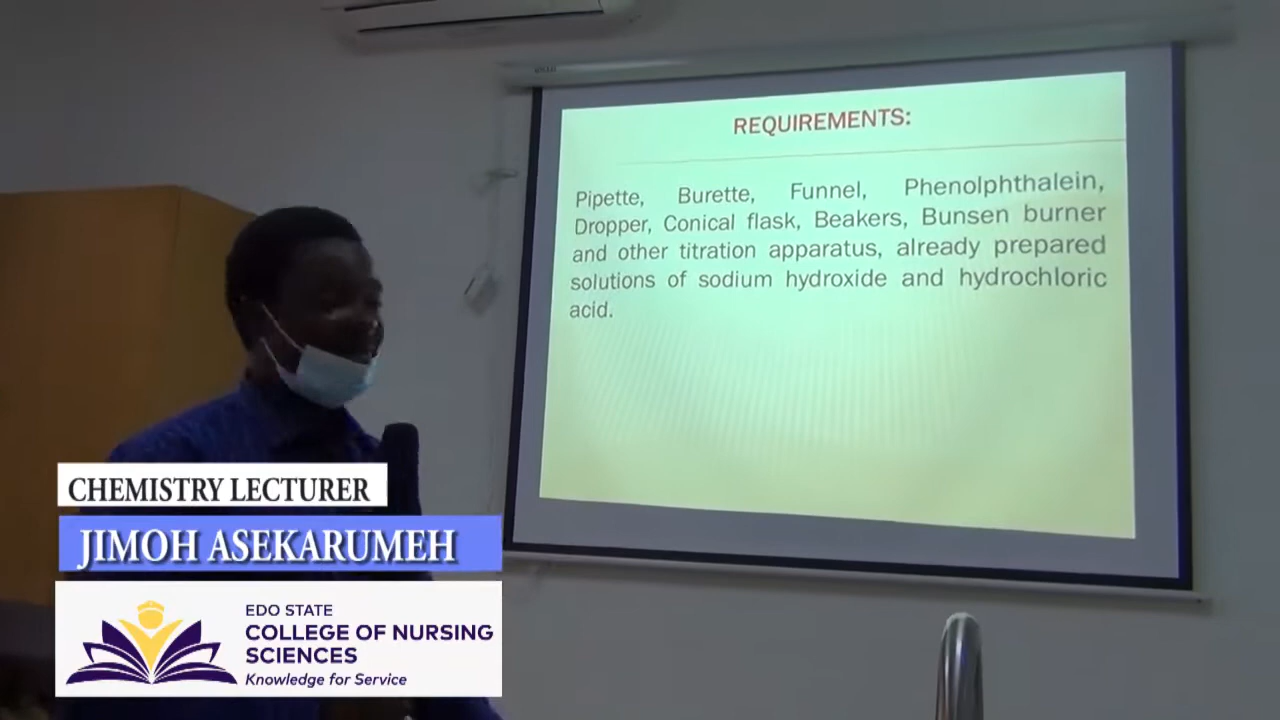 REQUIREMENTS:
Pipette, Burette, Funnel, Phenolphthalein,
Dropper, Conical flask, Beakers, Bunsen burner
and other titration apparatus, already prepared
solutions of sodium hydroxide and hydrochloric
acid.
CHEMISTRY LECTURER
JIMOH ASEKARUMEH
EDO STATE
COLLEGE OF NURSING
SCIENCES
Knowledge for Service